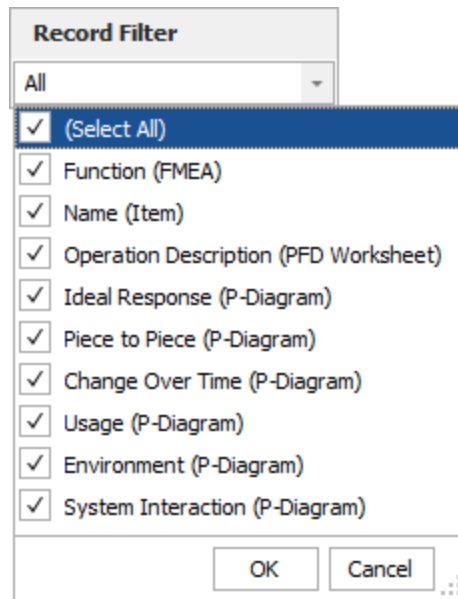 Record Filter
All
(Select All)
Function (FMEA)
Name (Item)
Operation Description (PFD Worksheet)
Ideal Response (P-Diagram)
Piece to Piece (P-Diagram)
Change Over Time (P-Diagram)
Usage (P-Diagram)
Environment (P-Diagram)
System Interaction (P-Diagram)
OK Cancel